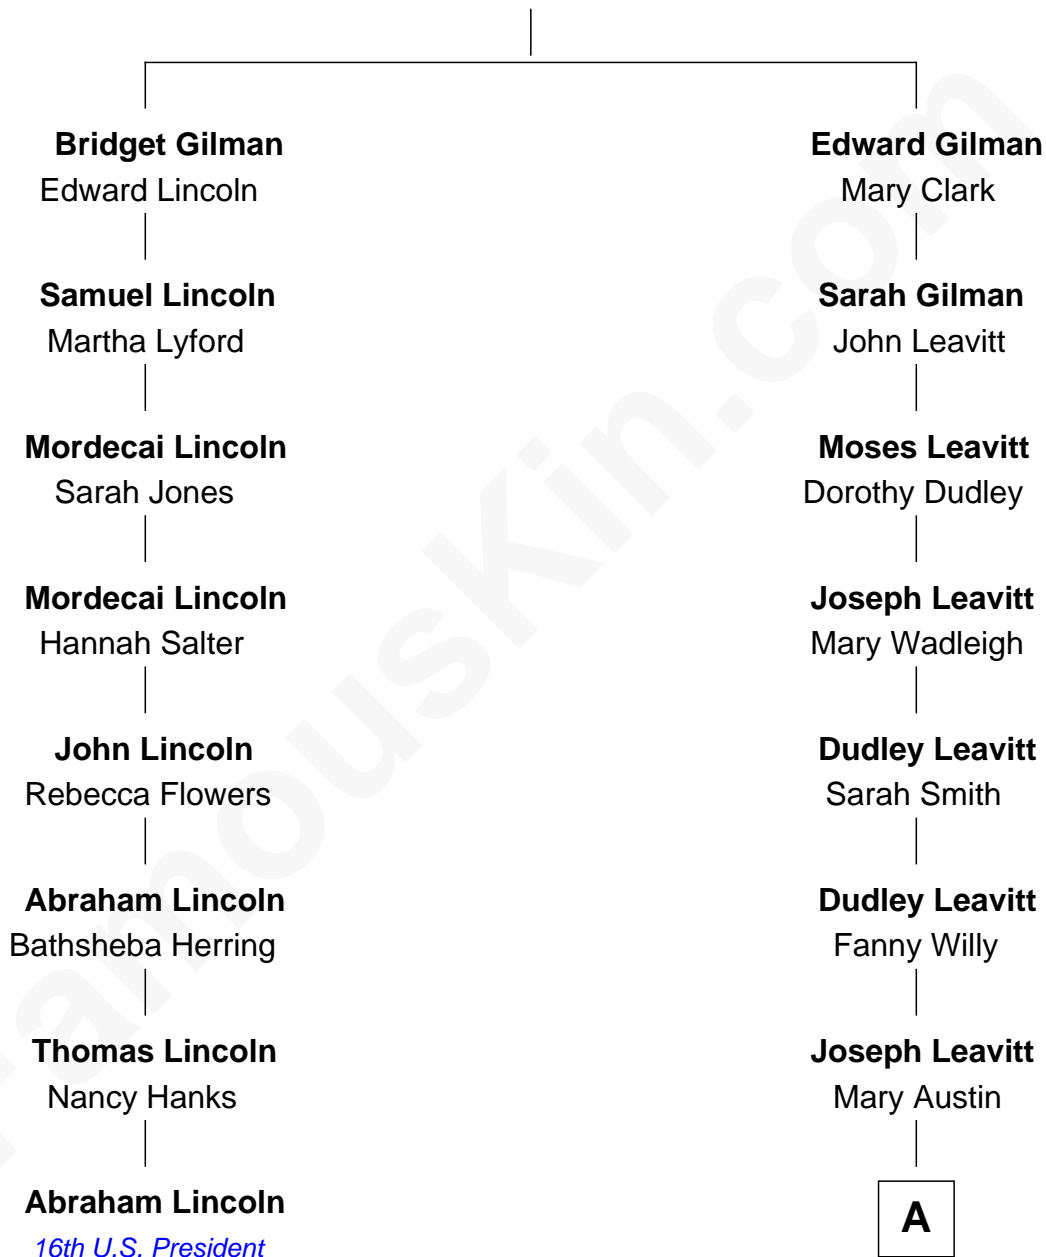 Bridget Gilman
Edward Lincoln
Samuel Lincoln
Martha Lyford
Mordecai Lincoln
Sarah Jones
Mordecai Lincoln
Hannah Salter
John Lincoln
Rebecca Flowers
Abraham Lincoln
Bathsheba Herring
Thomas Lincoln
Nancy Hanks
Abraham Lincoln
16th U.S. President
Edward Gilman
Mary Clark
Sarah Gilman
John Leavitt
Moses Leavitt
Dorothy Dudley
Joseph Leavitt
Mary Wadleigh
Dudley Leavitt
Sarah Smith
Dudley Leavitt
Fanny Willy
Joseph Leavitt
Mary Austin
A
FamousKin.com